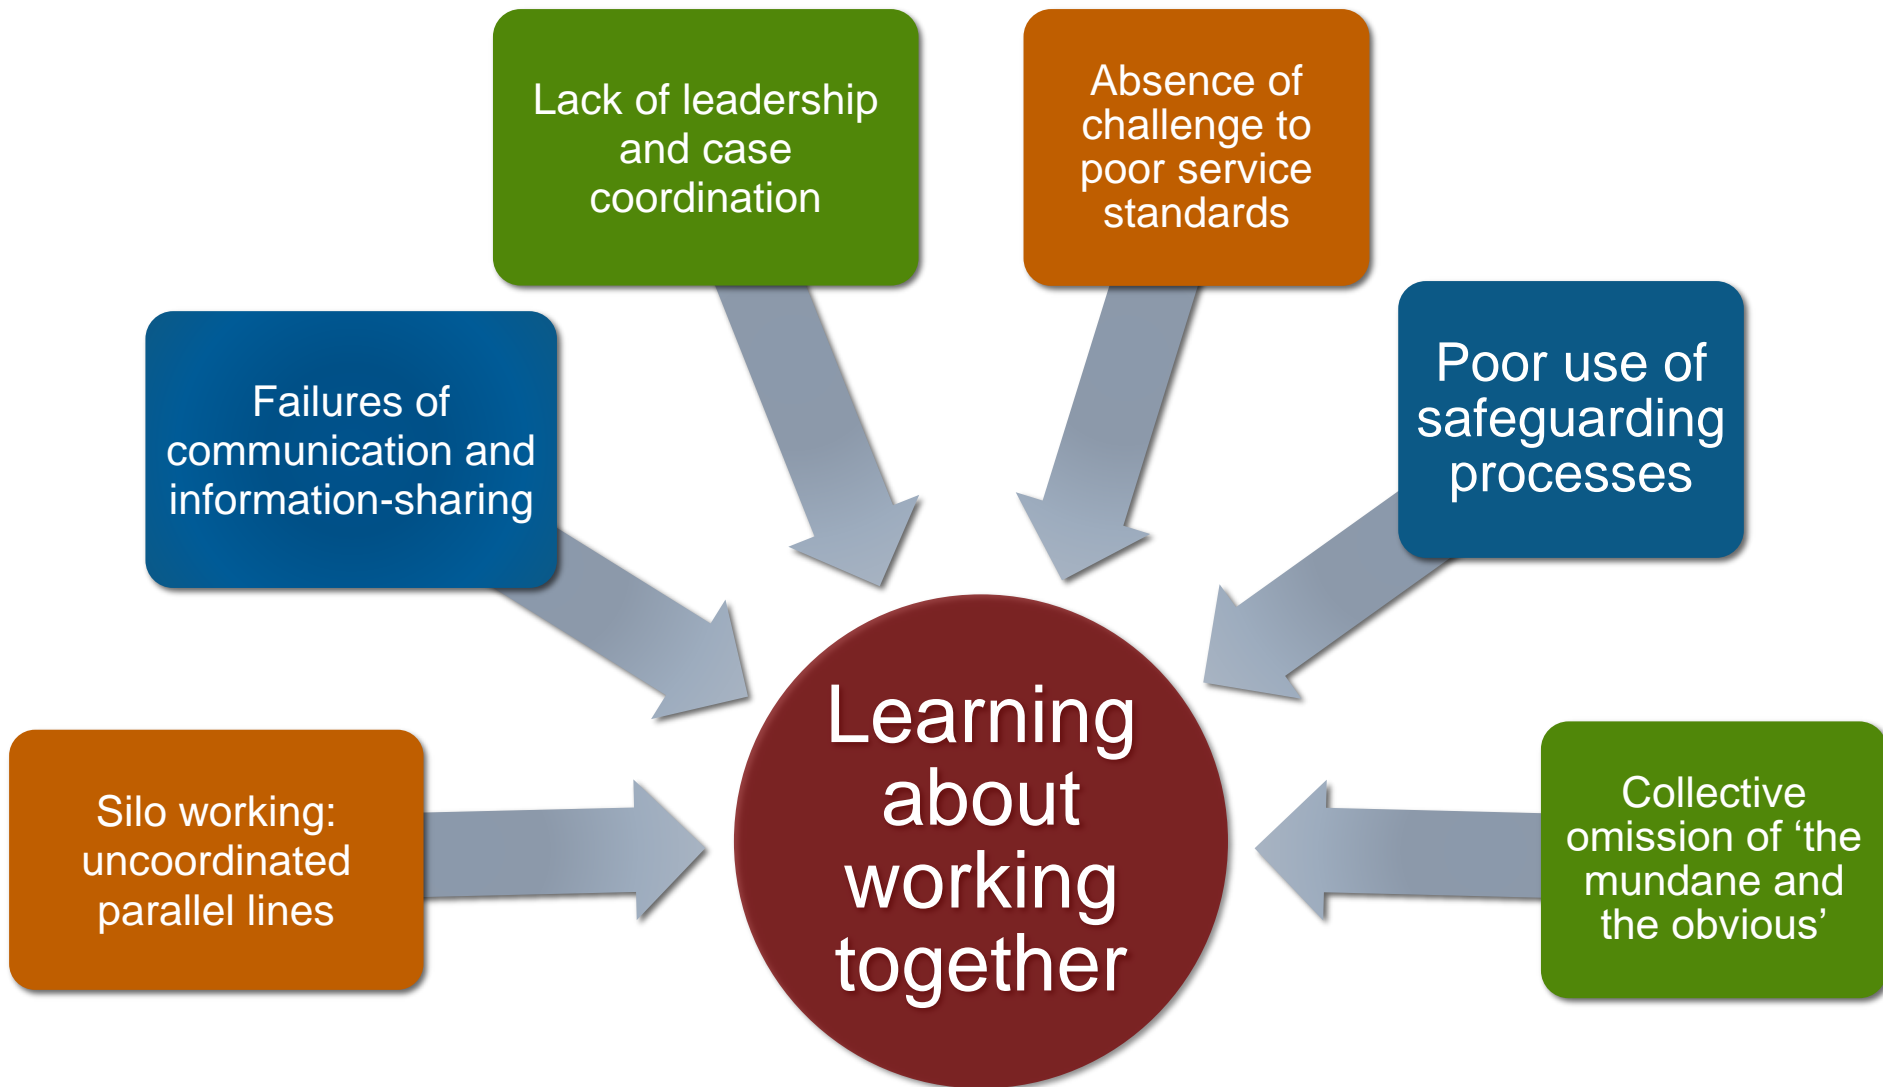 Lack of leadership
and case
coordination
Absence of
challenge to
poor service
standards
Failures of
communication and
information-sharing
Poor use of
safeguarding
processes
Silo working:
uncoordinated
parallel lines
Learning
about
working
together
Collective
omission of ‘the
mundane and
the obvious’